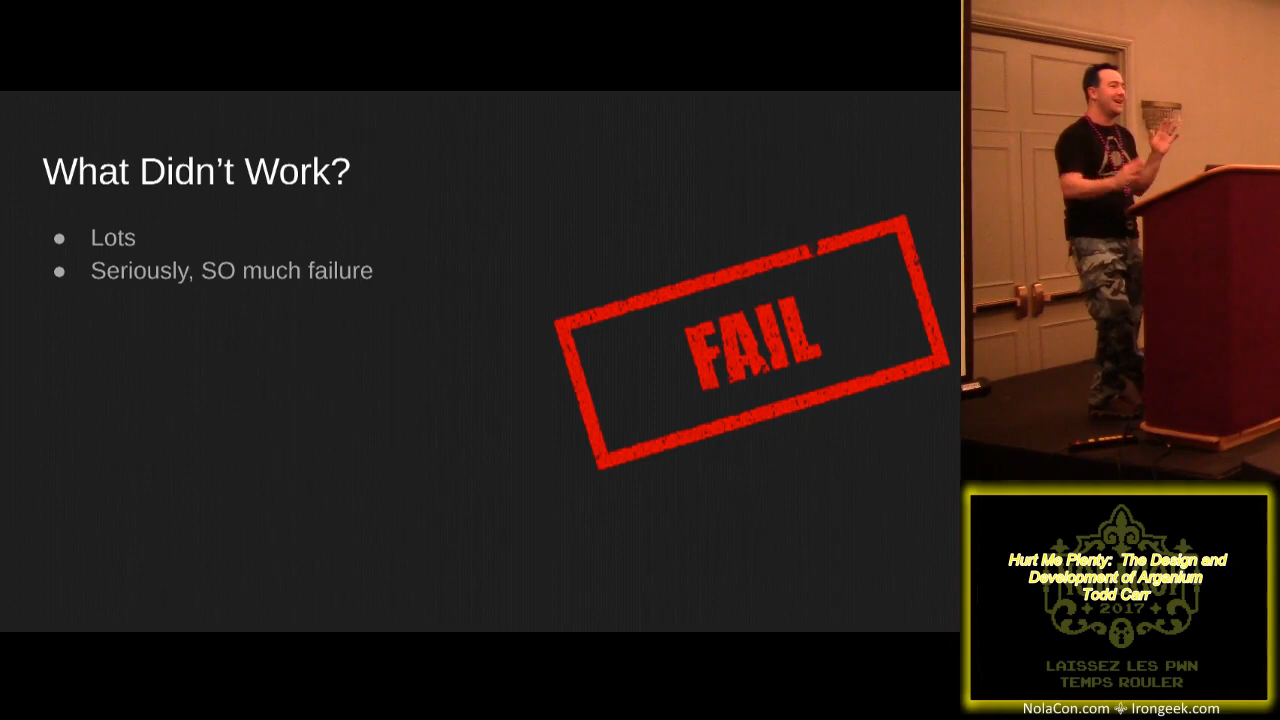 What Didn’t Work?
● Lots
● Seriously, SO much failure
FAIL
Hurt Me Plenty: The Design and
Development of Arganium
Todd Carr
2017
LAISSEZ LES PWN
TEMPS ROULER
NolaCon.com ⚜ Irongeek.com